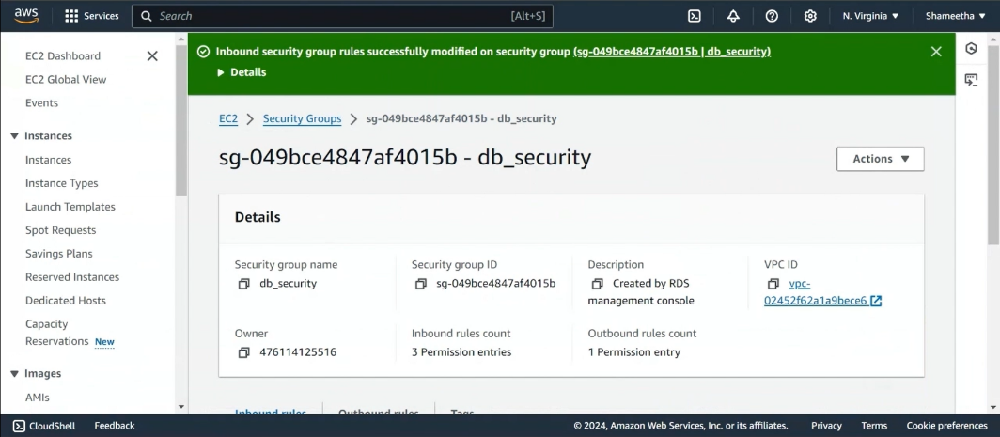 aws Services Search [Alt+S] N. Virginia Shameetha
EC2 Dashboard
EC2 Global View
Events
Instances
Instances
Instance Types
Launch Templates
Spot Requests
Savings Plans
Reserved Instances
Dedicated Hosts
Capacity
Reservations New
Images
AMIs
Inbound security group rules successfully modified on security group (sg-049bce4847af4015b | db_security)
Details
EC2 > Security Groups > sg-049bce4847af4015b - db_security
sg-049bce4847af4015b - db_security
Actions
Details
Security group name
db_security
Security group ID
sg-049bce4847af4015b
Description
Created by RDS
management console
VPC ID
vpc-
02452f62a1a9bece6
Owner
476114125516
Inbound rules count
3 Permission entries
Outbound rules count
1 Permission entry
Inbound rules Outbound rules Tags
CloudShell Feedback © 2024, Amazon Web Services, Inc. or its affiliates. Privacy Terms Cookie preferences